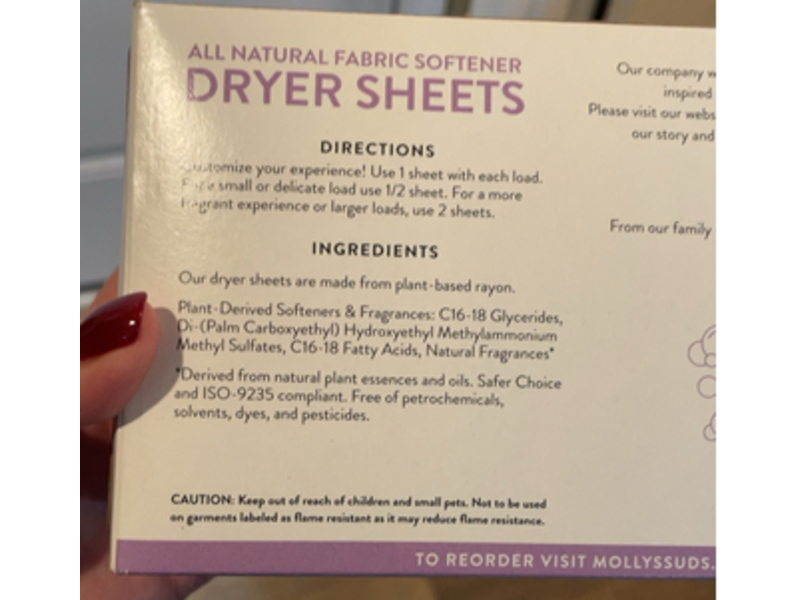 ALL NATURAL FABRIC SOFTENER
DRYER SHEETS
DIRECTIONS
Customize your experience! Use 1 sheet with each load.
For a small or delicate load use 1/2 sheet. For a more
fragrant experience or larger loads, use 2 sheets.
INGREDIENTS
Our dryer sheets are made from plant-based rayon.
Plant-Derived Softeners & Fragrances: C16-18 Glycerides,
Di-(Palm Carboxyethyl) Hydroxyethyl Methylammonium
Methyl Sulfates, C16-18 Fatty Acids, Natural Fragrances*
*Derived from natural plant essences and oils. Safer Choice
and ISO-9235 compliant. Free of petrochemicals,
solvents, dyes, and pesticides.
CAUTION: Keep out of reach of children and small pets. Not to be used
on garments labeled as flame resistant as it may reduce flame resistance.
TO REORDER VISIT MOLLYSSUDS.
Our company
inspired
Please visit our
our story and
From our family